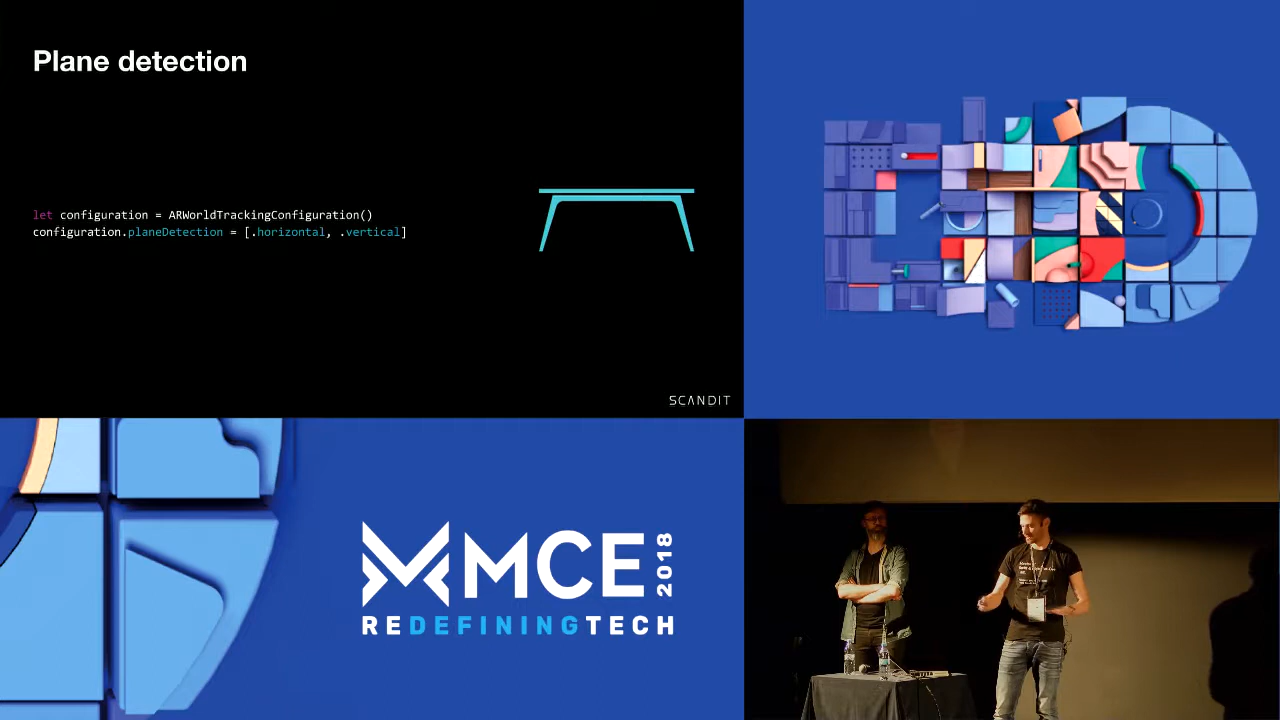 Plane detection
let configuration = ARWorldTrackingConfiguration()
configuration.planeDetection = [.horizontal, .vertical]
SCANDIT
MCE
2018
REDEFININGTECH